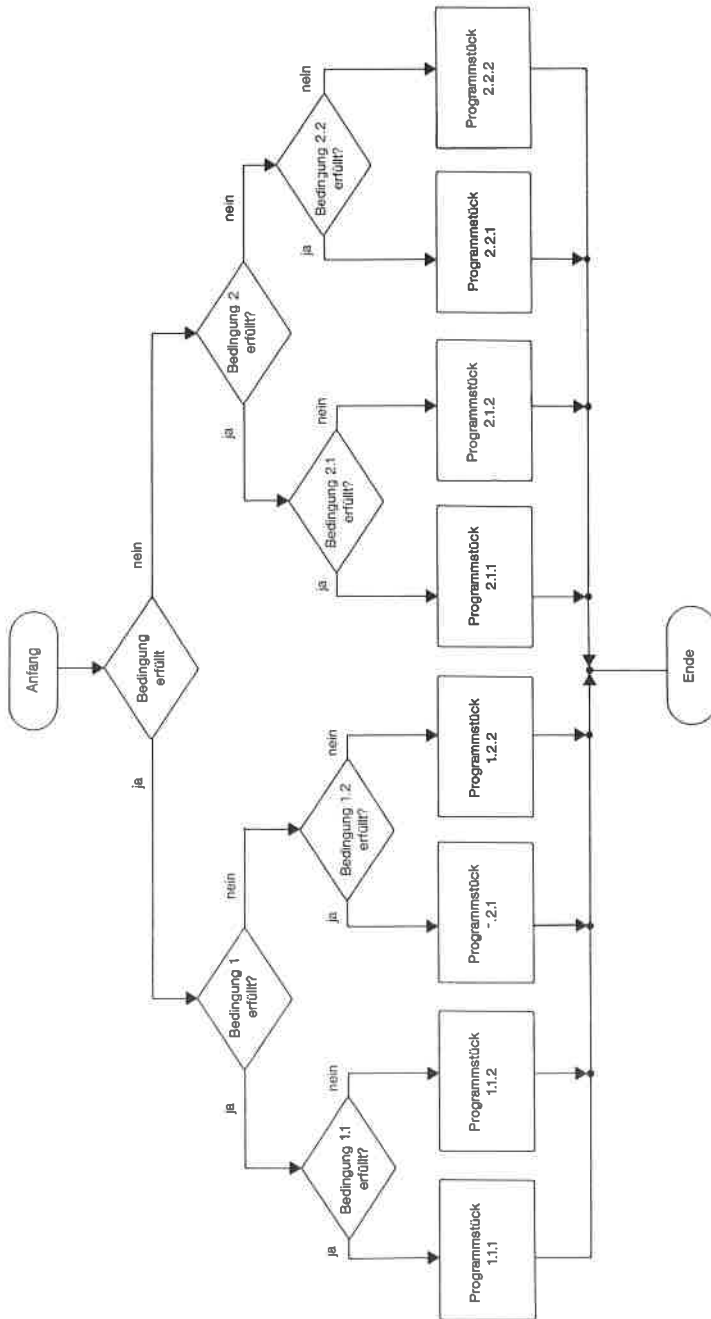 Anfang
Bedingung
erfüllt
ja
nein
Bedingung 1
erfüllt?
Bedingung 2
erfüllt?
ja
nein
ja
nein
Bedingung 1.1
erfüllt?
Bedingung 1.2
erfüllt?
Bedingung 2.1
erfüllt?
Bedingung 2.2
erfüllt?
ja
nein
ja
nein
ja
nein
ja
nein
Programmstück
1.1.1
Programmstück
1.1.2
Programmstück
-.2.1
Programmstück
1.2.2
Programmstück
2.1.1
Programmstück
2.1.2
Programmstück
2.2.1
Programmstück
2.2.2
Ende